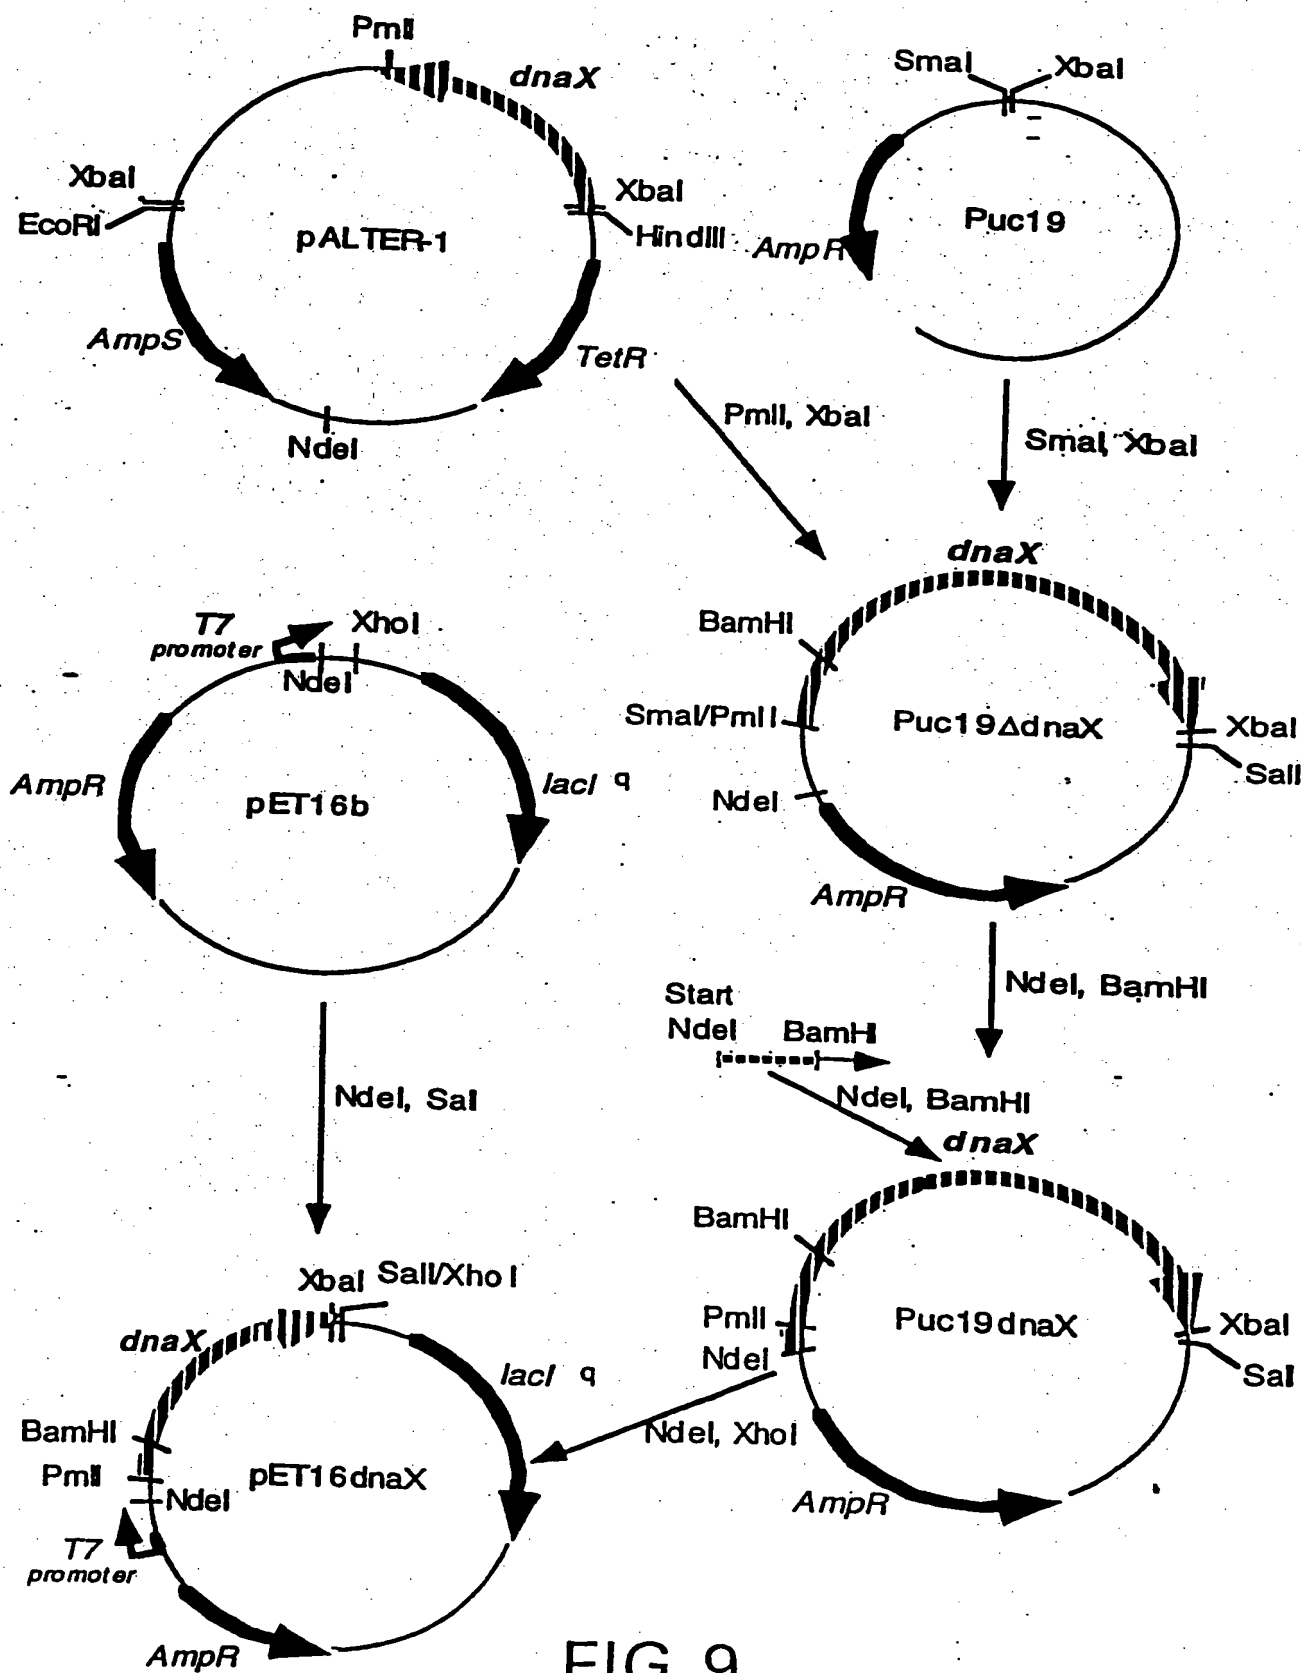 PmlI
dnaX
XbaI
EcoRI
pALTER-1
XbaI
HindIII
AmpS
TetR
NdeI
SmaI
XbaI
Puc19
AmpR
PmlI, XbaI
SmaI, XbaI
dnaX
BamHI
SmaI/PmlI
Puc19ΔdnaX
XbaI
SalI
NdeI
AmpR
T7
promoter
XhoI
NdeI
AmpR
pET16b
lacI q
NdeI, BamHI
Start
NdeI BamHI
NdeI, BamHI
NdeI, SalI
dnaX
BamHI
PmlI
NdeI
Puc19dnaX
XbaI
SalI
AmpR
NdeI, XhoI
XbaI SalI/XhoI
dnaX
lacI q
BamHI
PmlI
NdeI
pET16dnaX
T7
promoter
AmpR
FIG. 9